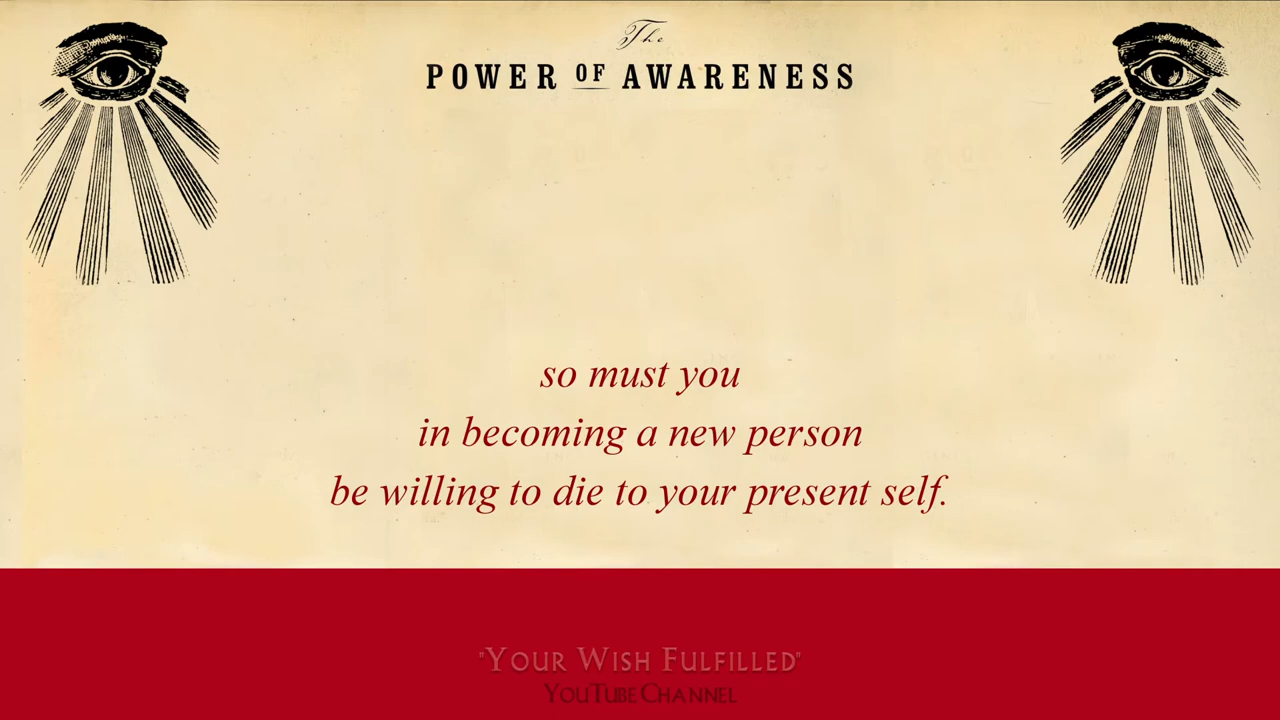 The
POWER OF AWARENESS
so must you
in becoming a new person
be willing to die to your present self.
"YOUR WISH FULFILLED"
YOUTUBE CHANNEL